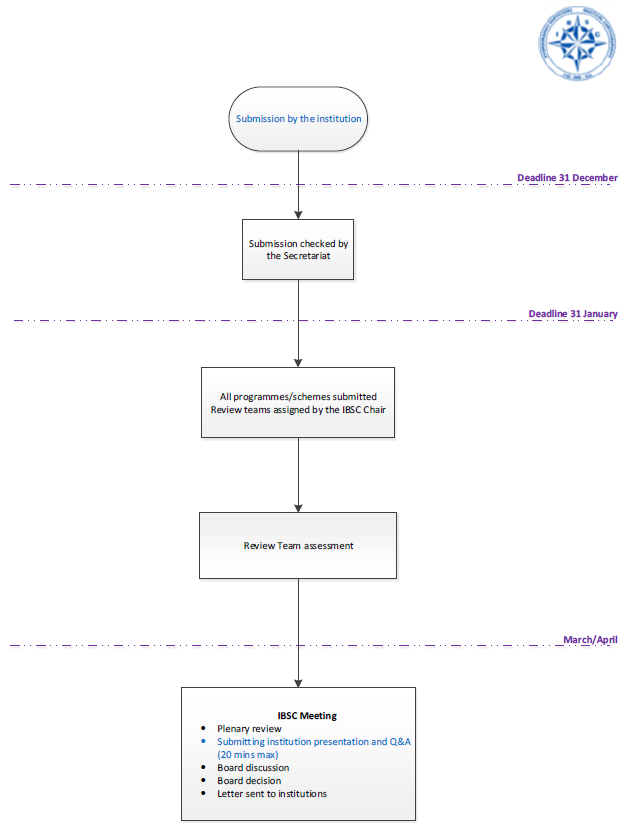 Submission by the institution
Deadline 31 December
Submission checked by
the Secretariat
Deadline 31 January
All programmes/schemes submitted
Review teams assigned by the IBSC Chair
Review Team assessment
March/April
IBSC Meeting
• Plenary review
• Submitting institution presentation and Q&A
(20 mins max)
• Board discussion
• Board decision
• Letter sent to institutions